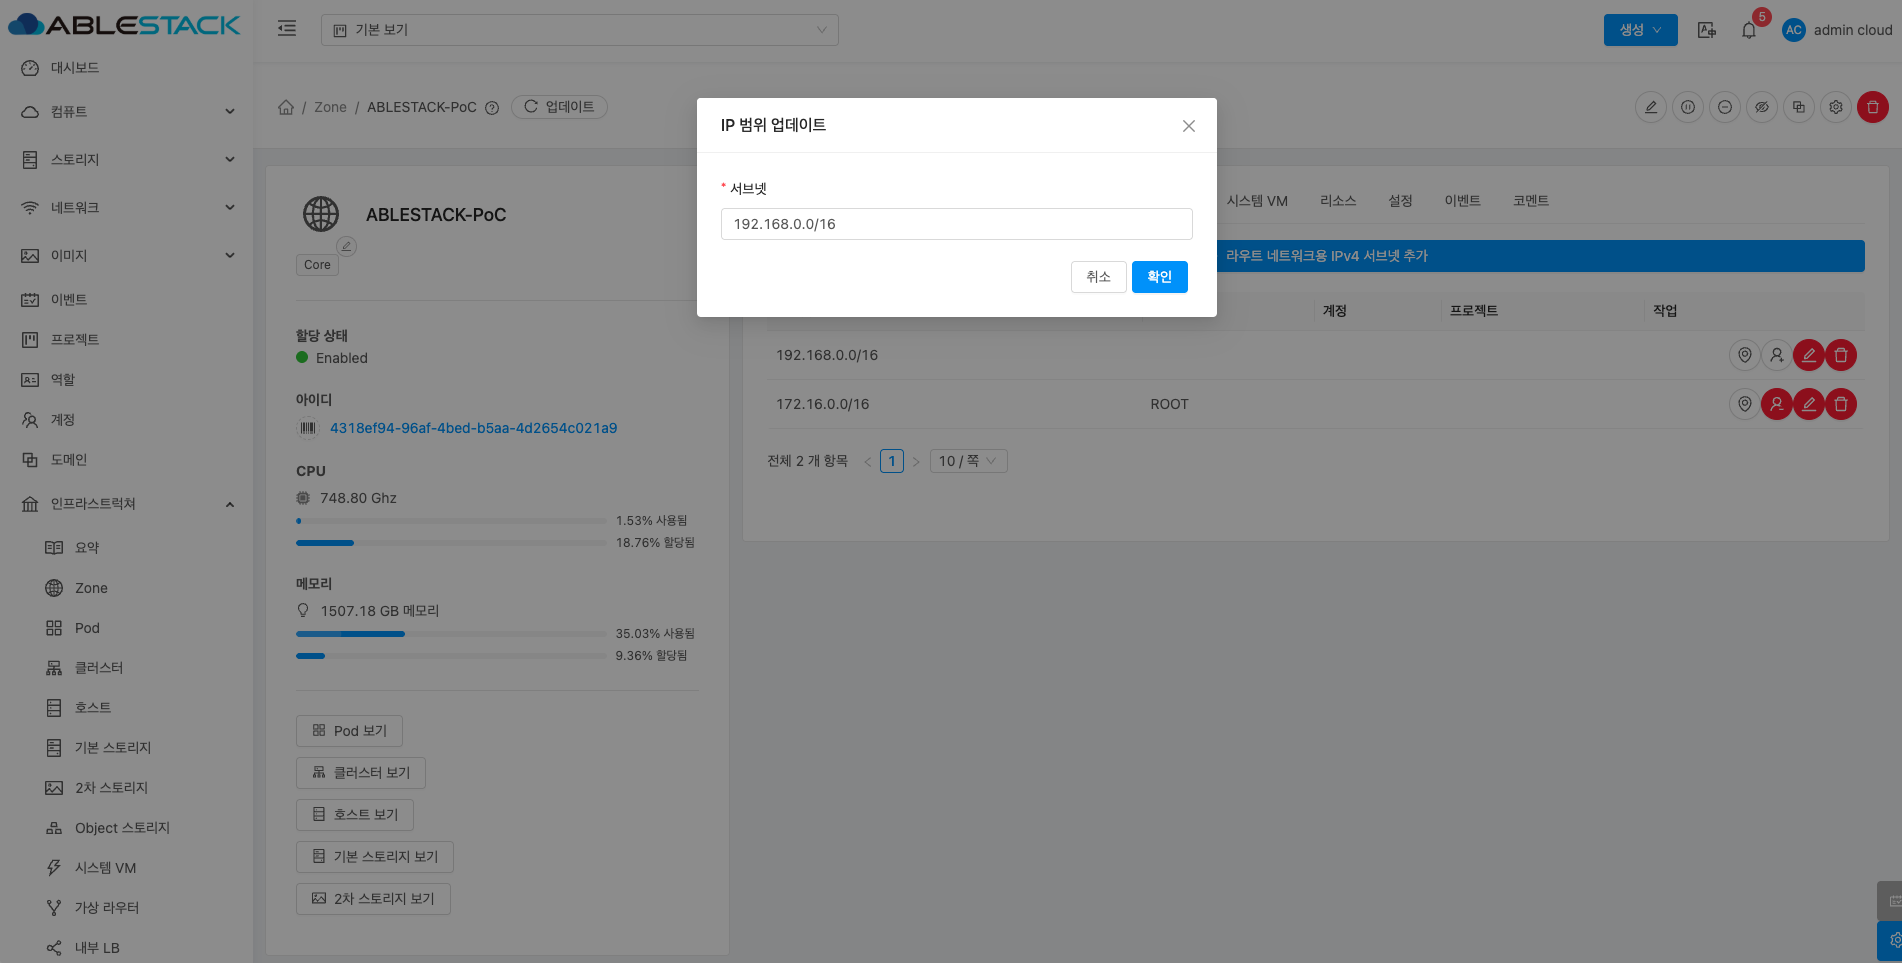 ABLESTACK
기본 보기
생성
A
5
AC
admin cloud
대시보드
컴퓨트
스토리지
네트워크
이미지
이벤트
프로젝트
역할
계정
도메인
인프라스트럭쳐
요약
Zone
Pod
클러스터
호스트
기본 스토리지
2차 스토리지
Object 스토리지
시스템 VM
가상 라우터
내부 LB
/ Zone / ABLESTACK-PoC
업데이트
ABLESTACK-PoC
Core
할당 상태
Enabled
아이디
4318ef94-96af-4bed-b5aa-4d2654c021a9
CPU
748.80 Ghz
1.53% 사용됨
18.76% 할당됨
메모리
1507.18 GB 메모리
35.03% 사용됨
9.36% 할당됨
Pod 보기
클러스터 보기
호스트 보기
기본 스토리지 보기
2차 스토리지 보기
IP 범위 업데이트
* 서브넷
192.168.0.0/16
취소
확인
시스템 VM 리소스 설정 이벤트 코멘트
라우트 네트워크용 IPv4 서브넷 추가
계정 프로젝트 작업
192.168.0.0/16
172.16.0.0/16 ROOT
전체 2 개 항목 < 1 > 10 / 쪽